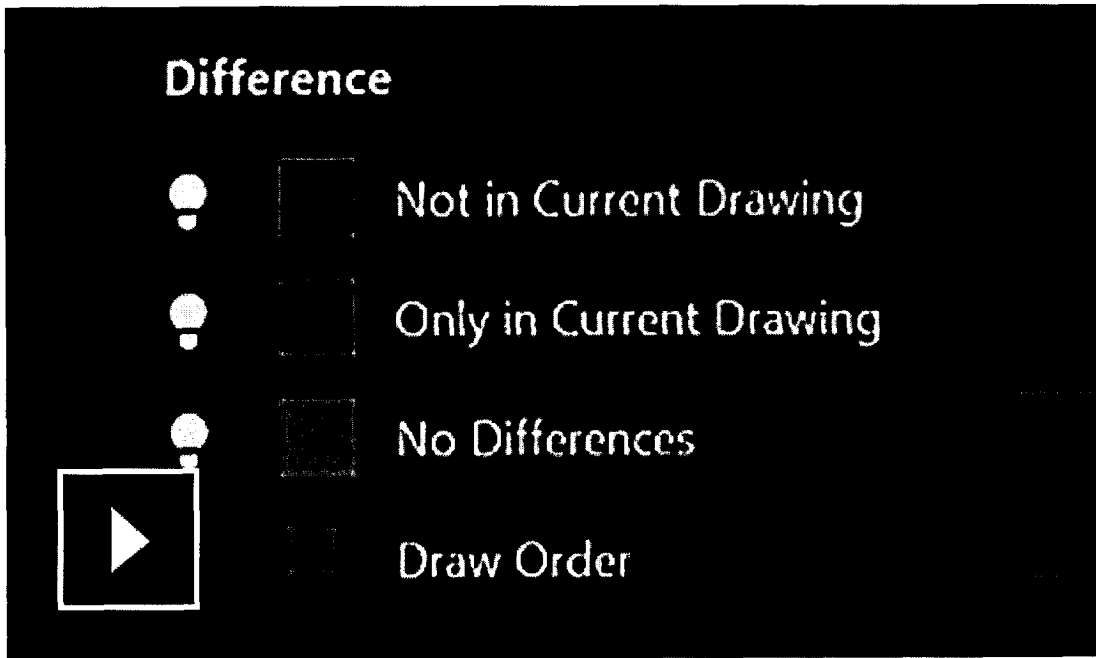 Difference
Not in Current Drawing
Only in Current Drawing
No Differences
Draw Order